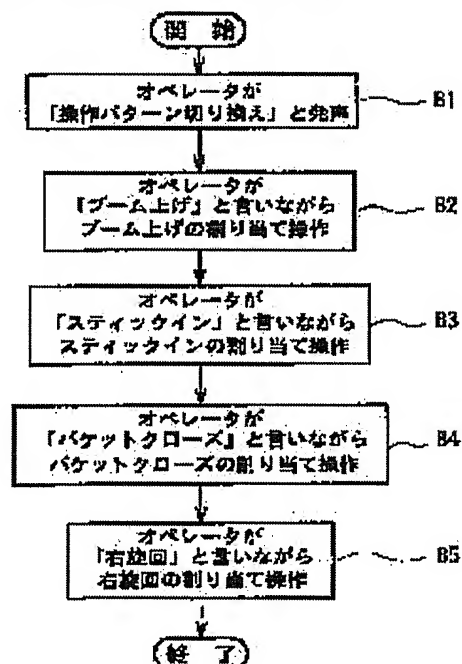 開 始
オペレータが
「操作パターン切り換え」と発声
B1
オペレータが
「ブーム上げ」と言いながら
ブーム上げの割り当て操作
B2
オペレータが
「スティックイン」と言いながら
スティックインの割り当て操作
B3
オペレータが
「バケットクローズ」と言いながら
バケットクローズの割り当て操作
B4
オペレータが
「右旋回」と言いながら
右旋回の割り当て操作
B5
終 了